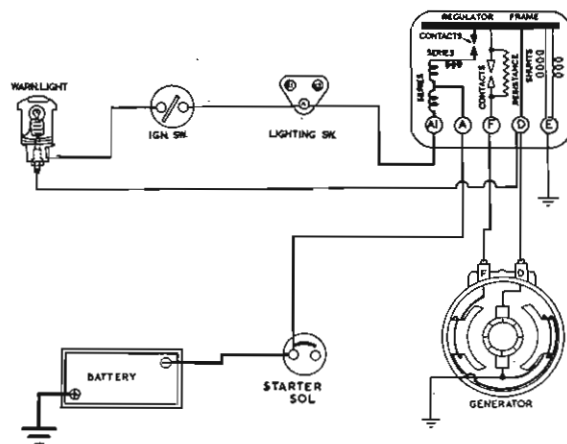 REGULATOR FRAME
CONTACTS
SERIES
SERIES
CONTACTS
RESISTANCE
SHUNTS
A1 A F D E
WARN.LIGHT
IGN. SW.
LIGHTING SW.
F D
GENERATOR
BATTERY
STARTER
SOL